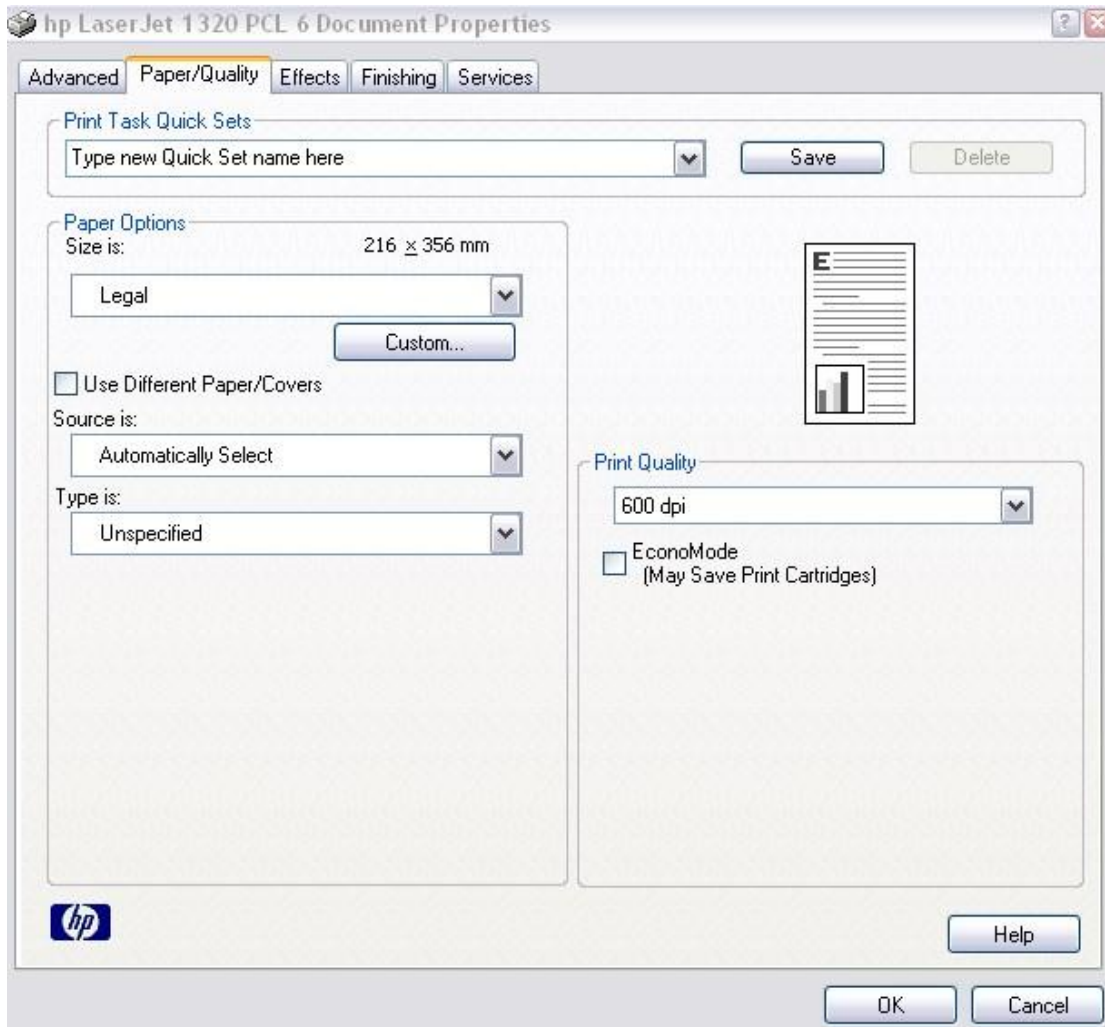 hp LaserJet 1320 PCL 6 Document Properties
Advanced Paper/Quality Effects Finishing Services
Print Task Quick Sets
Type new Quick Set name here Save Delete
Paper Options
Size is: 216 x 356 mm
Legal
Custom...
Use Different Paper/Covers
Source is:
Automatically Select
Type is:
Unspecified
E
Print Quality
600 dpi
EconoMode
(May Save Print Cartridges)
hp
Help
OK Cancel